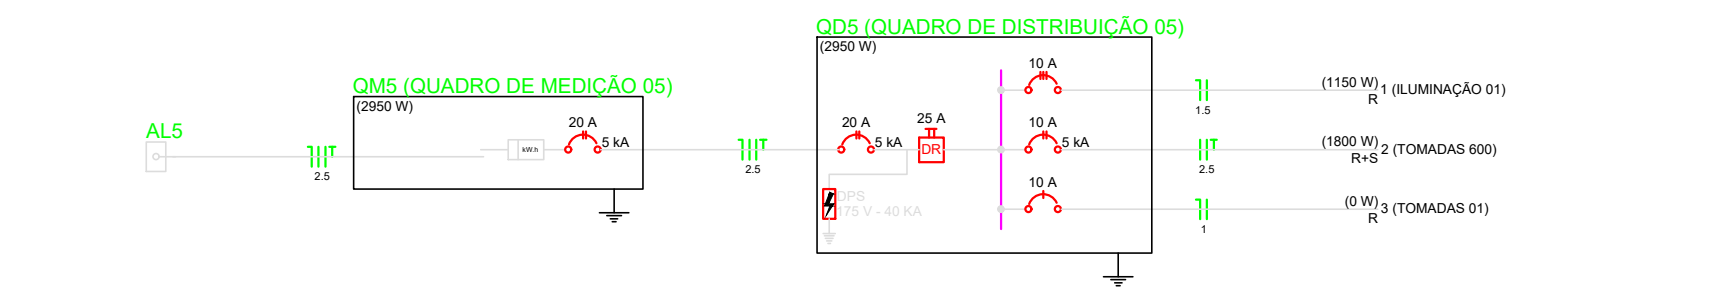 AL5
2.5
QM5 (QUADRO DE MEDIÇÃO 05)
(2950 W)
kW.h
20 A
5 kA
2.5
QD5 (QUADRO DE DISTRIBUIÇÃO 05)
(2950 W)
20 A
5 kA
25 A
DR
DPS
175 V - 40 KA
10 A
1.5
(1150 W)
R
1 (ILUMINAÇÃO 01)
10 A
5 kA
2.5
(1800 W)
R+S
2 (TOMADAS 600)
10 A
1
(0 W)
R
3 (TOMADAS 01)